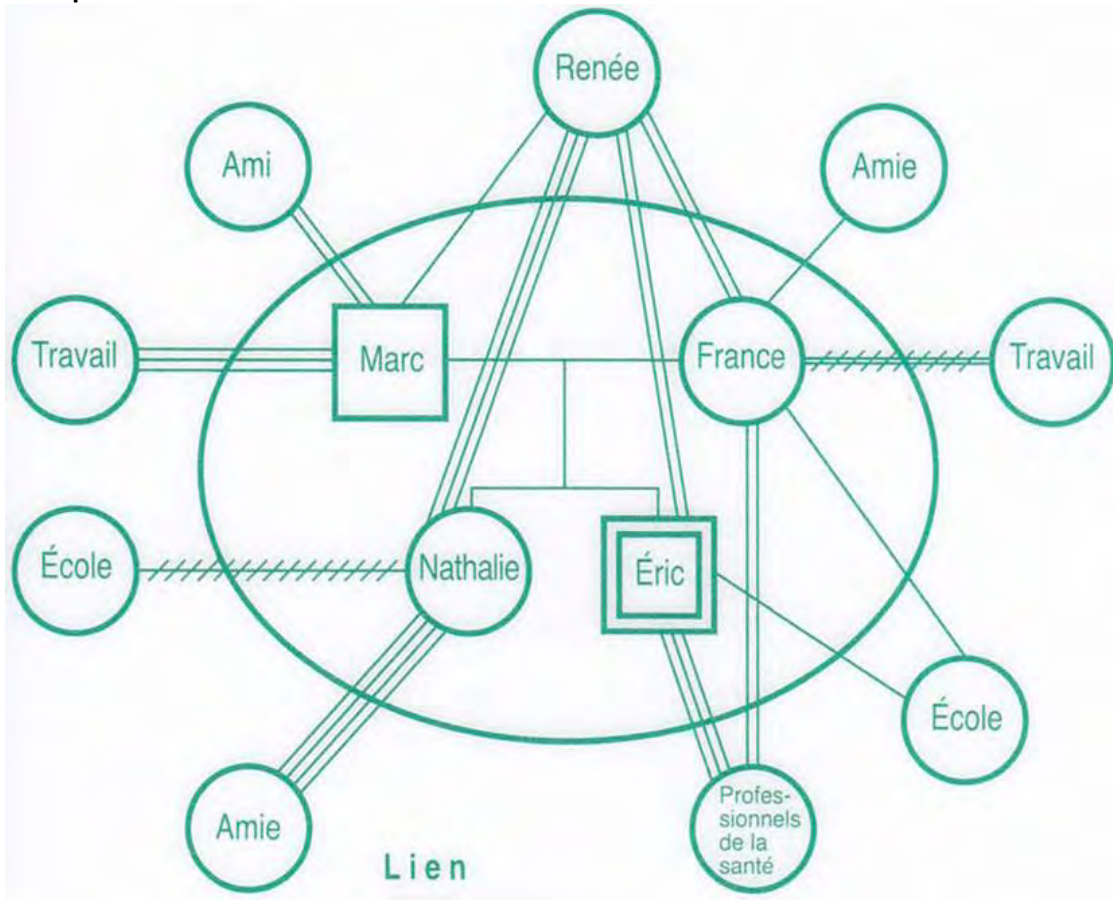 Renée
Ami
Amie
Travail
Marc
France
Travail
École
Nathalie
Éric
École
Amie
Profes-
sionnels
de la
santé
Lien